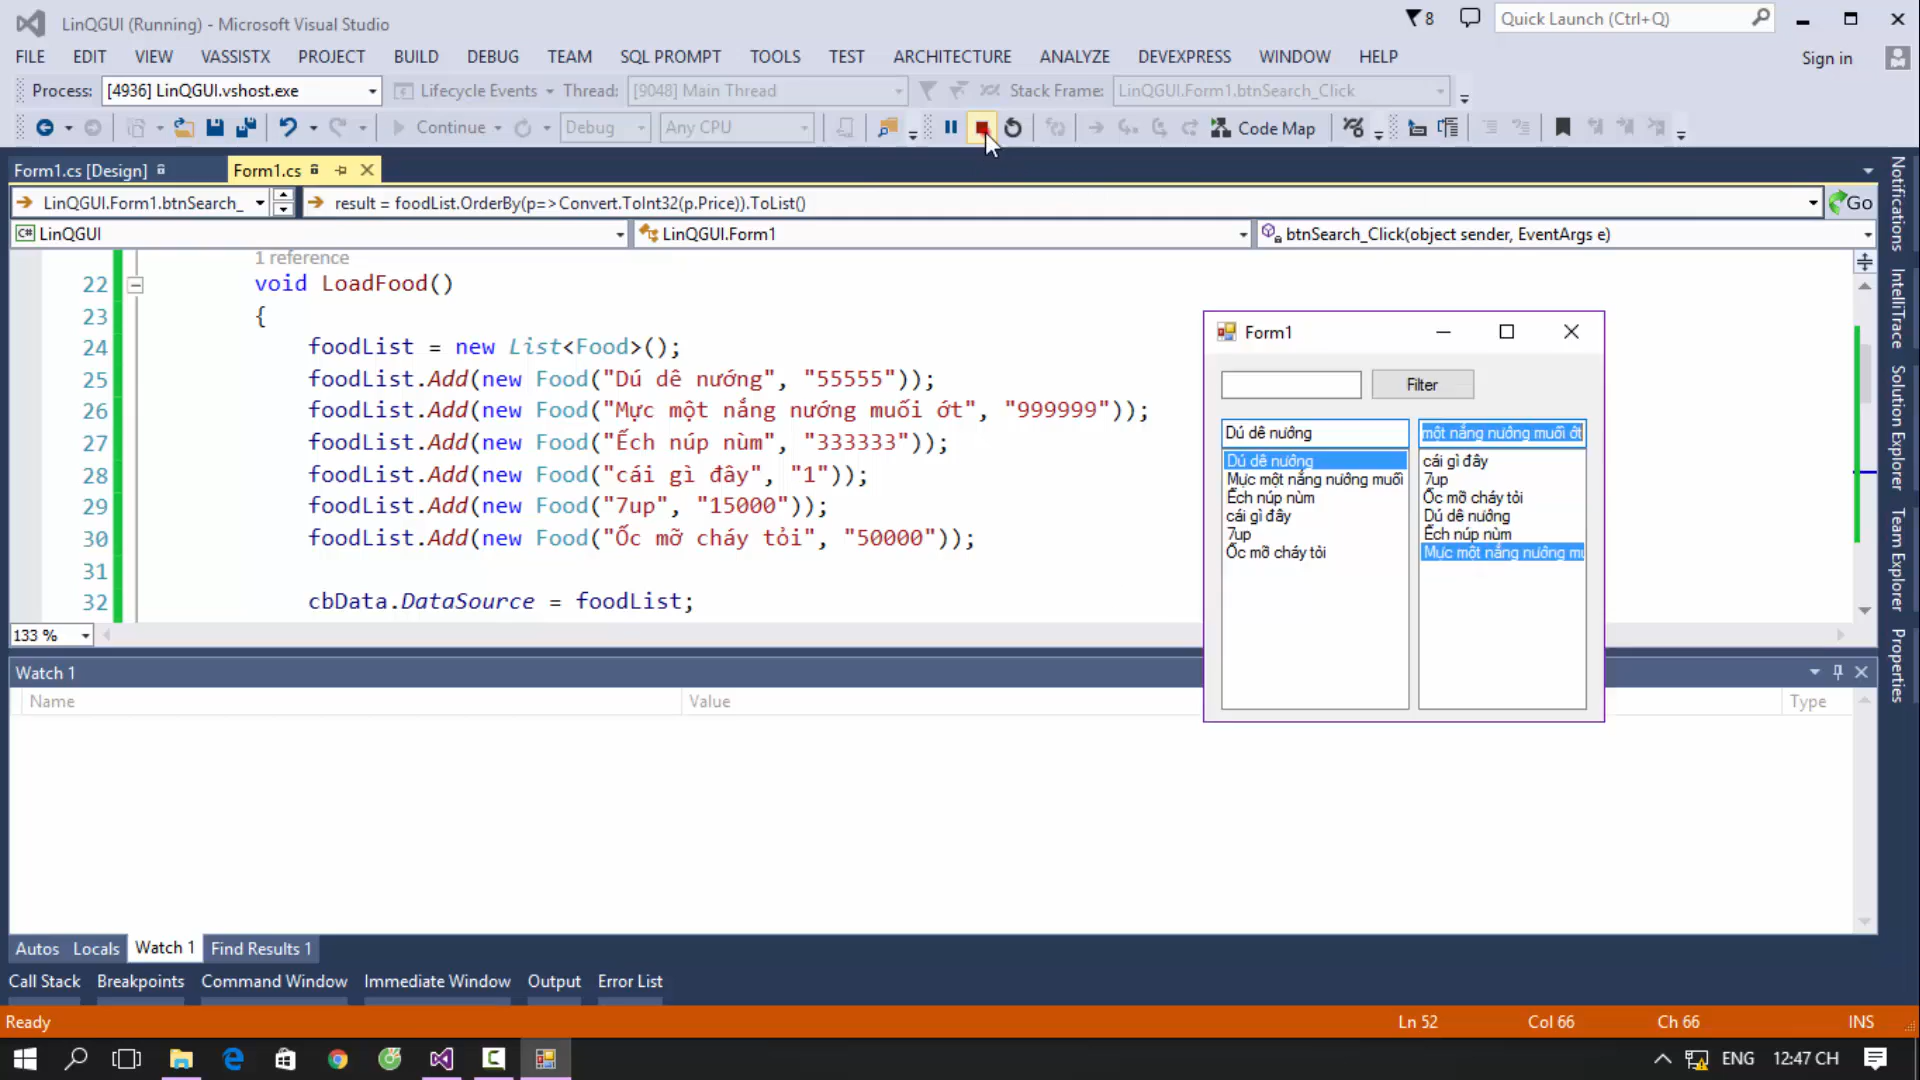 LinQGUI (Running) - Microsoft Visual Studio
8
Quick Launch (Ctrl+Q)
FILE EDIT VIEW VASSISTX PROJECT BUILD DEBUG TEAM SQL PROMPT TOOLS TEST ARCHITECTURE ANALYZE DEVEXPRESS WINDOW HELP
Sign in
Process: [4936] LinQGUI.vshost.exe Lifecycle Events Thread: [9048] Main Thread Stack Frame: LinQGUI.Form1.btnSearch_Click
Continue Debug Any CPU Code Map
Form1.cs [Design] Form1.cs
LinQGUI.Form1.btnSearch_ result = foodList.OrderBy(p=>Convert.ToInt32(p.Price)).ToList() Go
C# LinQGUI LinQGUI.Form1 btnSearch_Click(object sender, EventArgs e)
1 reference
22 void LoadFood()
23 {
24 foodList = new List<Food>();
25 foodList.Add(new Food("Dú dê nướng", "55555"));
26 foodList.Add(new Food("Mực một nắng nướng muối ớt", "999999"));
27 foodList.Add(new Food("Ếch núp nùm", "333333"));
28 foodList.Add(new Food("cái gì đây", "1"));
29 foodList.Add(new Food("7up", "15000"));
30 foodList.Add(new Food("Ốc mỡ cháy tỏi", "50000"));
31
32 cbData.DataSource = foodList;
133 %
Form1
Filter
Dú dê nướng
Dú dê nướng
Mực một nắng nướng muối
Ếch núp nùm
cái gì đây
7up
Ốc mỡ cháy tỏi
một nắng nướng muối ớt
cái gì đây
7up
Ốc mỡ cháy tỏi
Dú dê nướng
Ếch núp nùm
Mực một nắng nướng mu
Notifications
IntelliTrace
Solution Explorer
Team Explorer
Properties
Watch 1
Name Value Type
Autos Locals Watch 1 Find Results 1
Call Stack Breakpoints Command Window Immediate Window Output Error List
Ready Ln 52 Col 66 Ch 66 INS
ENG 12:47 CH